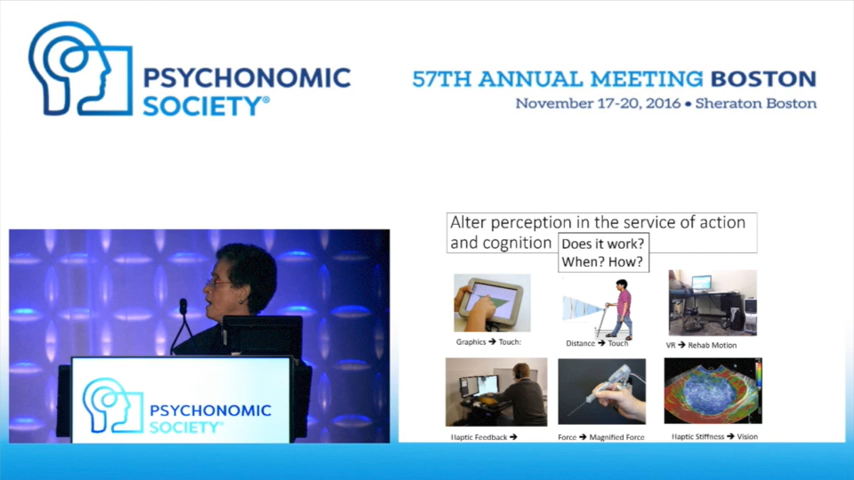 PSYCHONOMIC
SOCIETY®
57TH ANNUAL MEETING BOSTON
November 17-20, 2016 • Sheraton Boston
Alter perception in the service of action
and cognition
Does it work?
When? How?
Graphics → Touch:
Distance → Touch
VR → Rehab Motion
Haptic Feedback →
Force → Magnified Force
Haptic Stiffness → Vision
PSYCHONOMIC
SOCIETY®